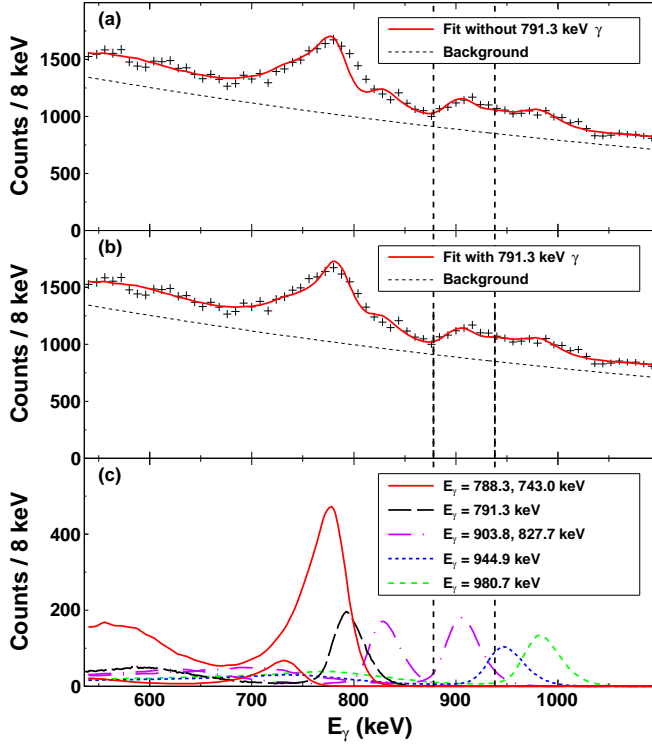 (a)
Fit without 791.3 keV γ
Background
Counts / 8 keV
1500
1000
500
0
(b)
Fit with 791.3 keV γ
Background
Counts / 8 keV
1500
1000
500
0
(c)
E_γ = 788.3, 743.0 keV
E_γ = 791.3 keV
E_γ = 903.8, 827.7 keV
E_γ = 944.9 keV
E_γ = 980.7 keV
Counts / 8 keV
400
200
0
600 700 800 900 1000
E_γ (keV)